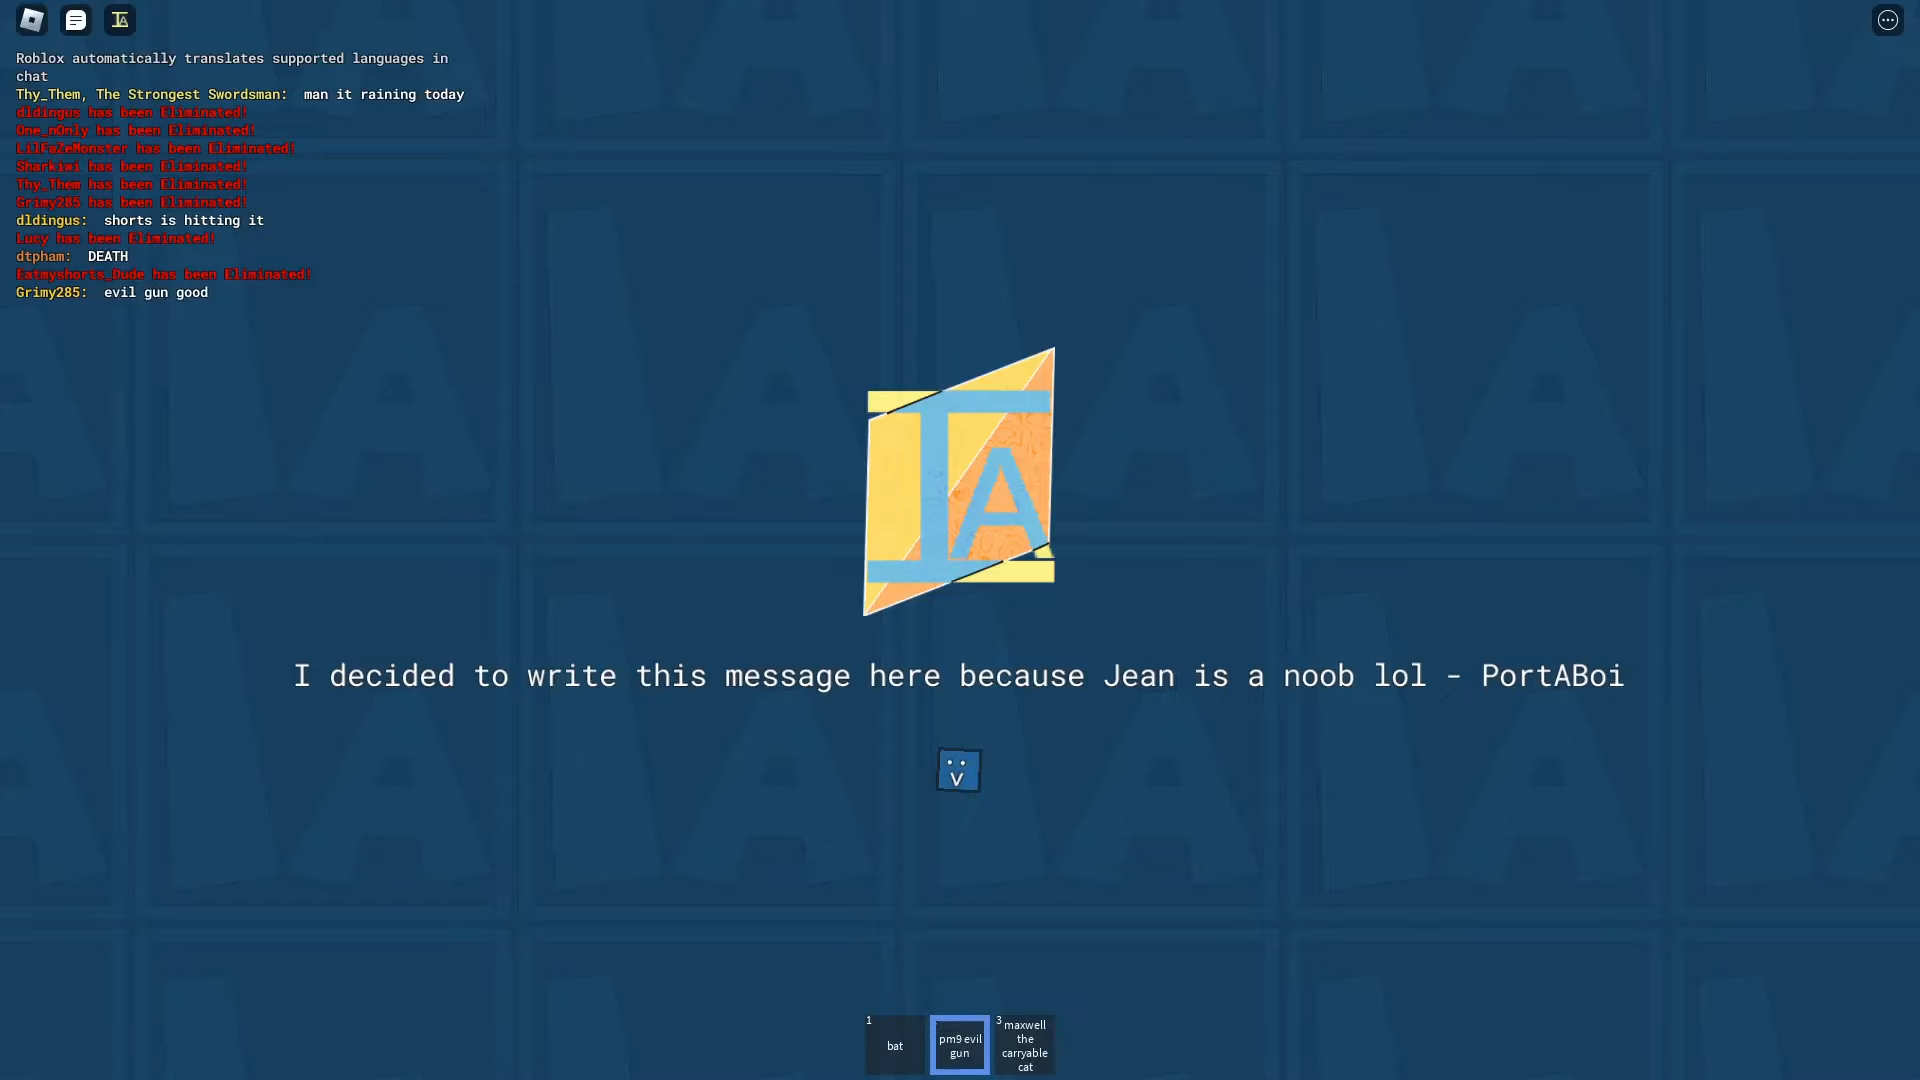 IA
Roblox automatically translates supported languages in
chat
Thy_Them, The Strongest Swordsman: man it raining today
dldingus has been Eliminated!
One_nOnly has been Eliminated!
LilFaZeMonster has been Eliminated!
Sharkiwi has been Eliminated!
Thy_Them has been Eliminated!
Grimy285 has been Eliminated!
dldingus: shorts is hitting it
Lucy has been Eliminated!
dtpham: DEATH
Eatmyshorts_Dude has been Eliminated!
Grimy285: evil gun good
IA
I decided to write this message here because Jean is a noob lol - PortABoi
1
bat
pm9 evil
gun
3
maxwell
the
carryable
cat